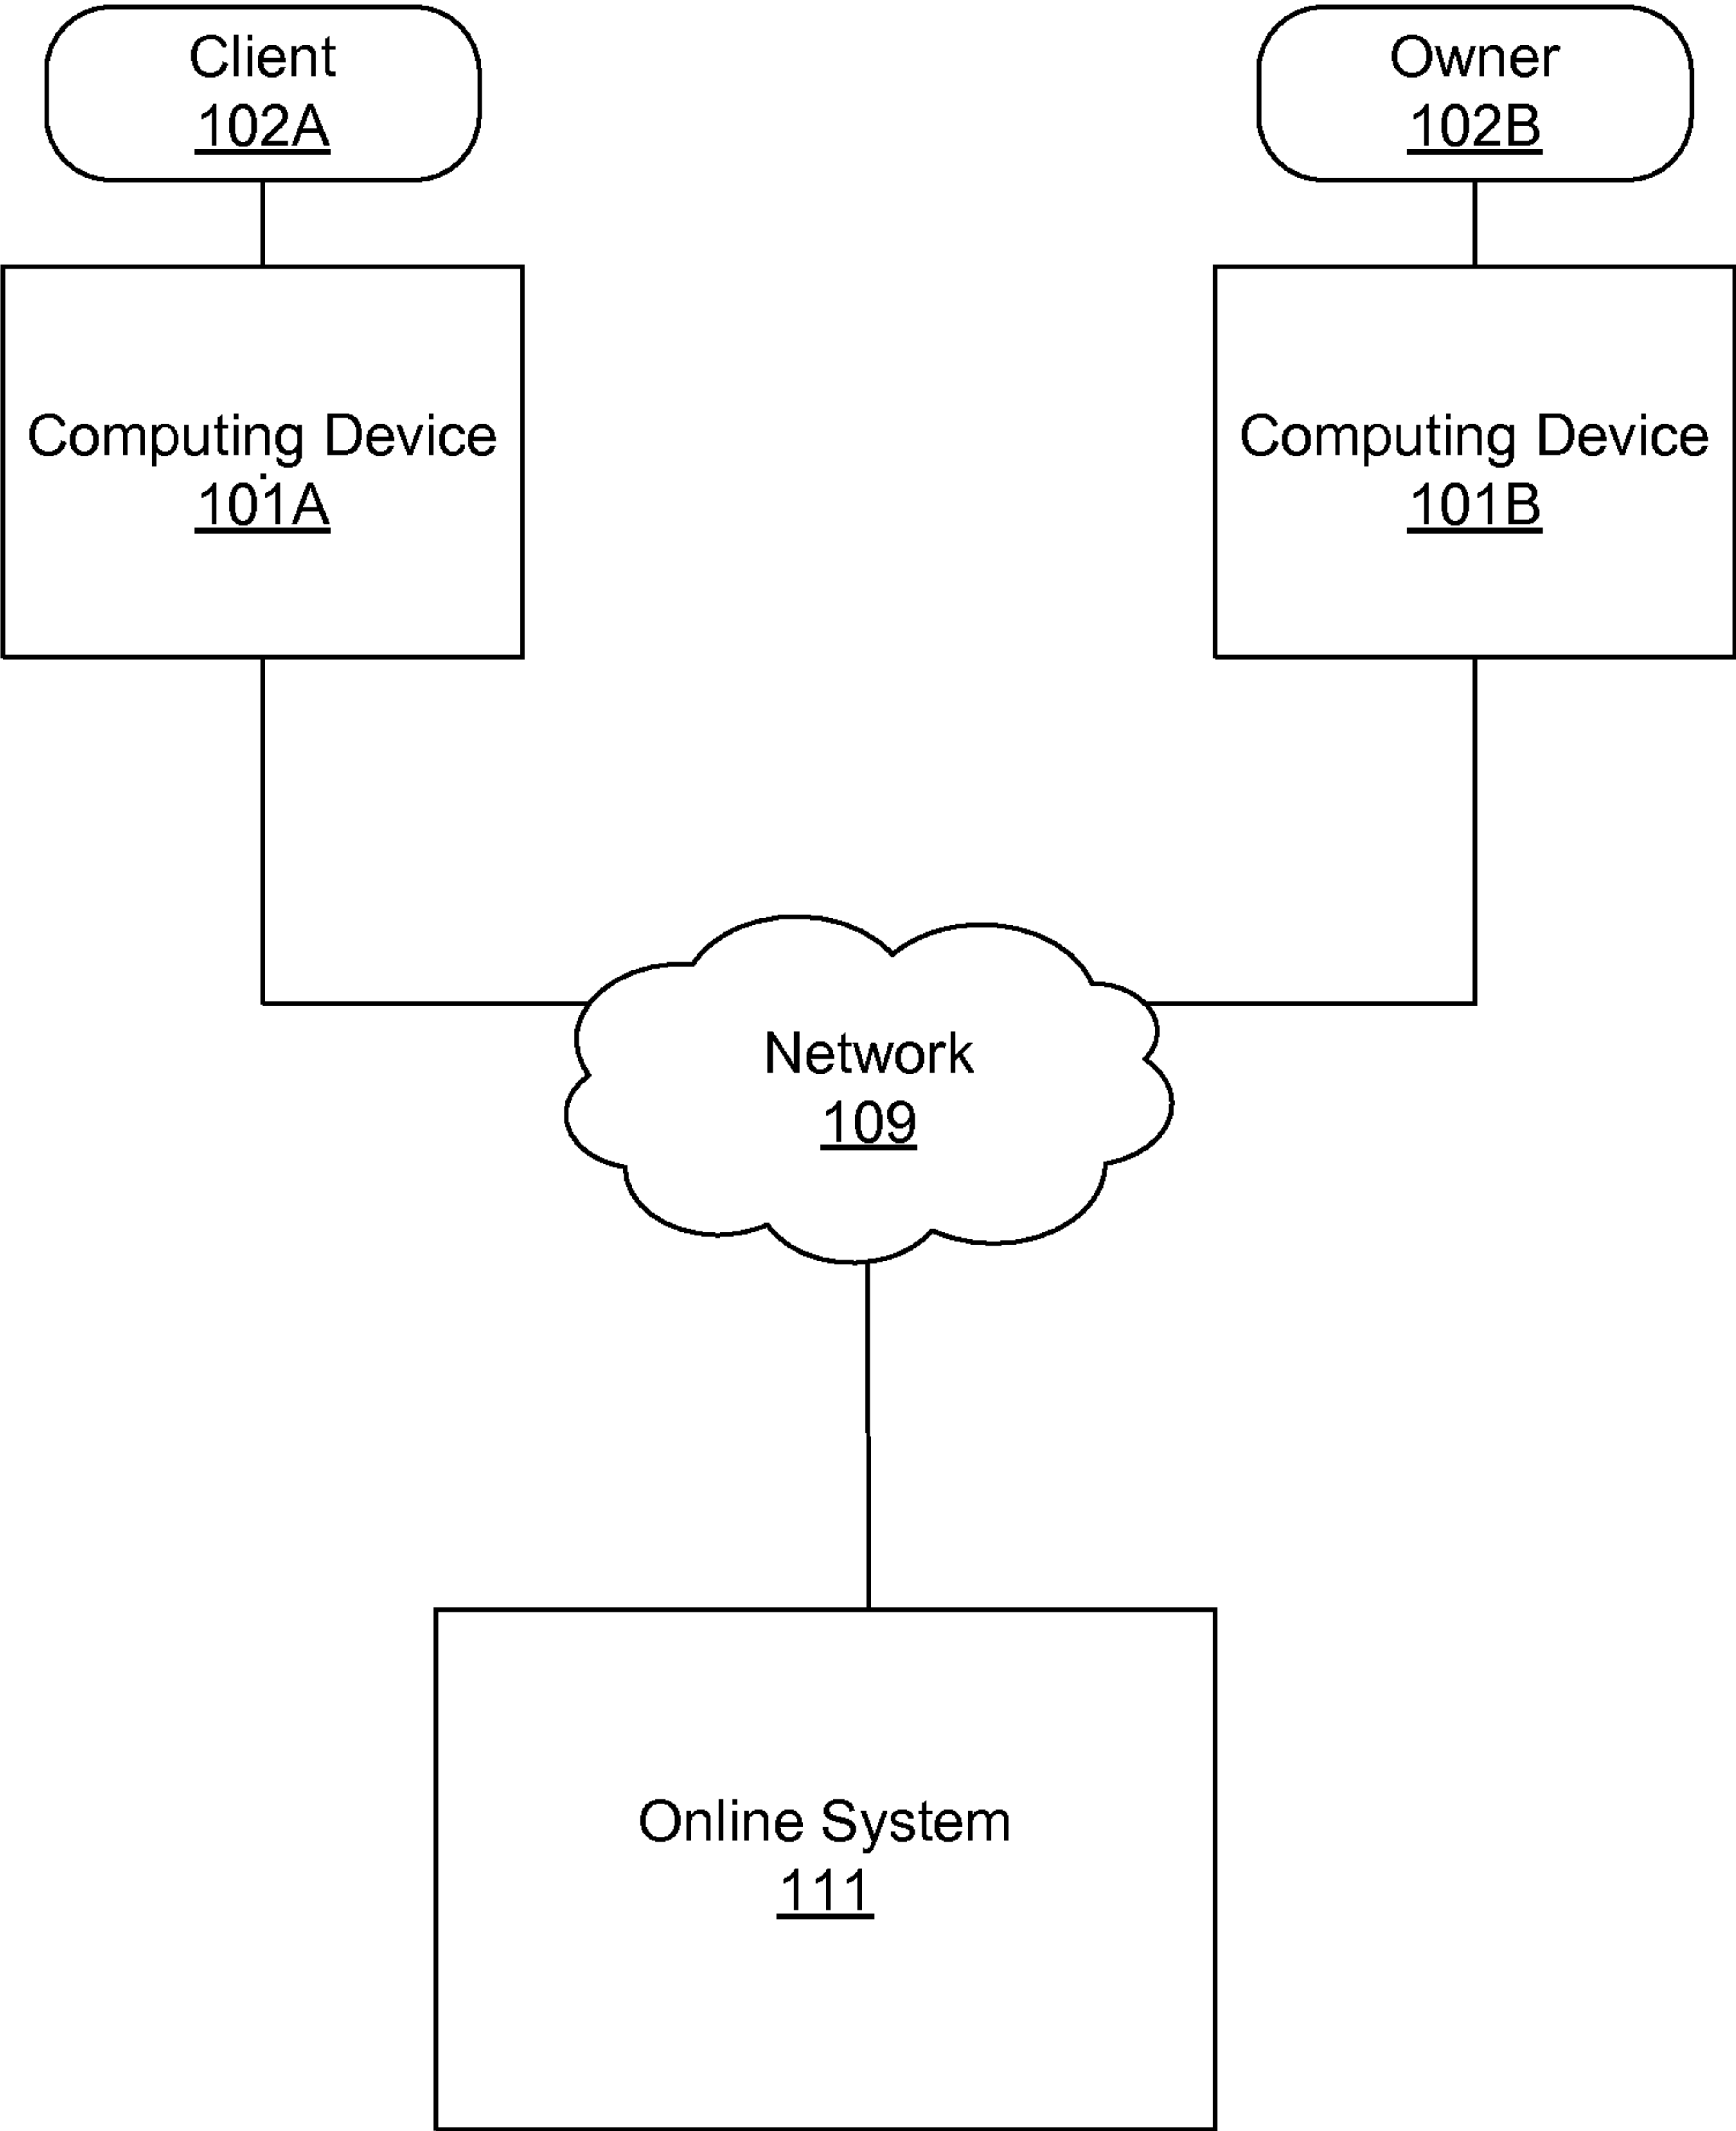 Client
102A
Owner
102B
Computing Device
101A
Computing Device
101B
Network
109
Online System
111